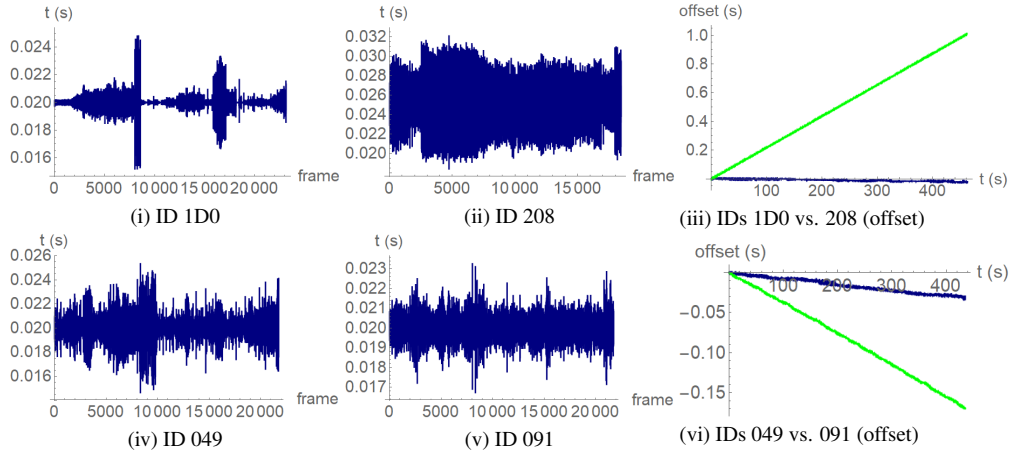 t (s)
0.024
0.022
0.020
0.018
0.016
0 5000 10000 15000 20000
frame
(i) ID 1D0
t (s)
0.032
0.030
0.028
0.026
0.024
0.022
0.020
0 5000 10000 15000
frame
(ii) ID 208
offset (s)
1.0
0.8
0.6
0.4
0.2
100 200 300 400
t (s)
(iii) IDs 1D0 vs. 208 (offset)
t (s)
0.026
0.024
0.022
0.020
0.018
0.016
0 5000 10000 15000 20000
frame
(iv) ID 049
t (s)
0.023
0.022
0.021
0.020
0.019
0.018
0.017
0 5000 10000 15000 20000
frame
(v) ID 091
offset (s)
t (s)
100 200 300 400
−0.05
−0.10
−0.15
(vi) IDs 049 vs. 091 (offset)